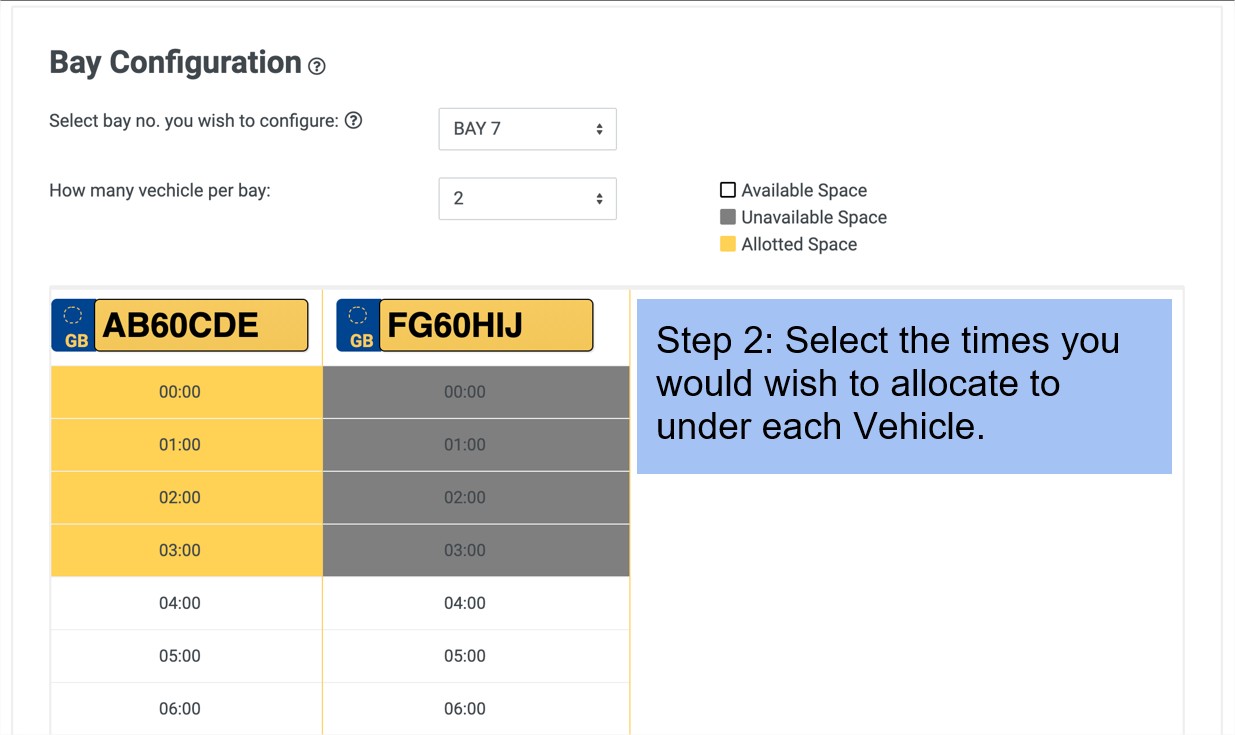 Bay Configuration ?
Select bay no. you wish to configure: ?
BAY 7
How many vechicle per bay:
2
Available Space
Unavailable Space
Allotted Space
GB AB60CDE
GB FG60HIJ
Step 2: Select the times you
would wish to allocate to
under each Vehicle.
00:00 00:00
01:00 01:00
02:00 02:00
03:00 03:00
04:00 04:00
05:00 05:00
06:00 06:00